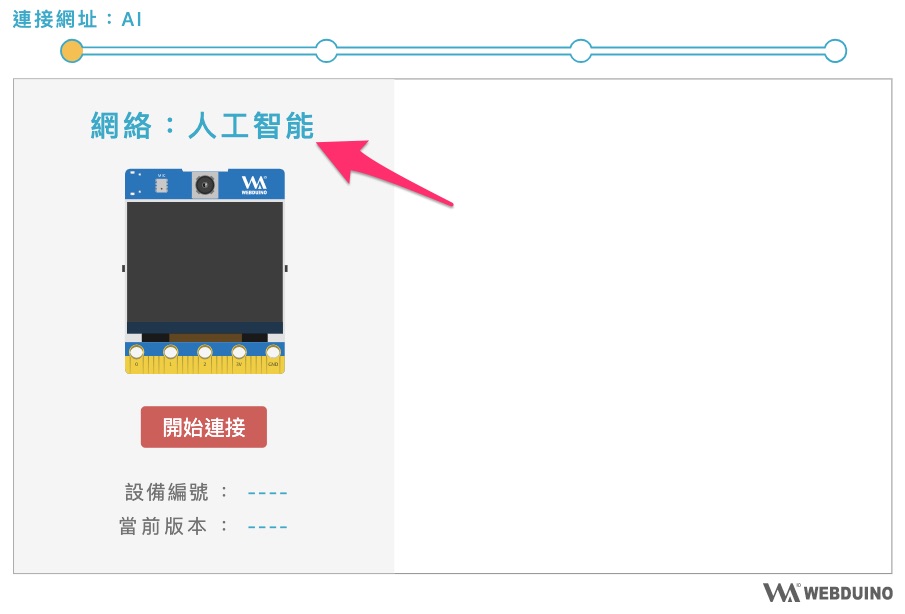 連接網址：AI
網絡：人工智能
MIC
WEBDUINO
0 1 2 3V GND
開始連接
設備編號： ----
當前版本： ----
WEBDUINO